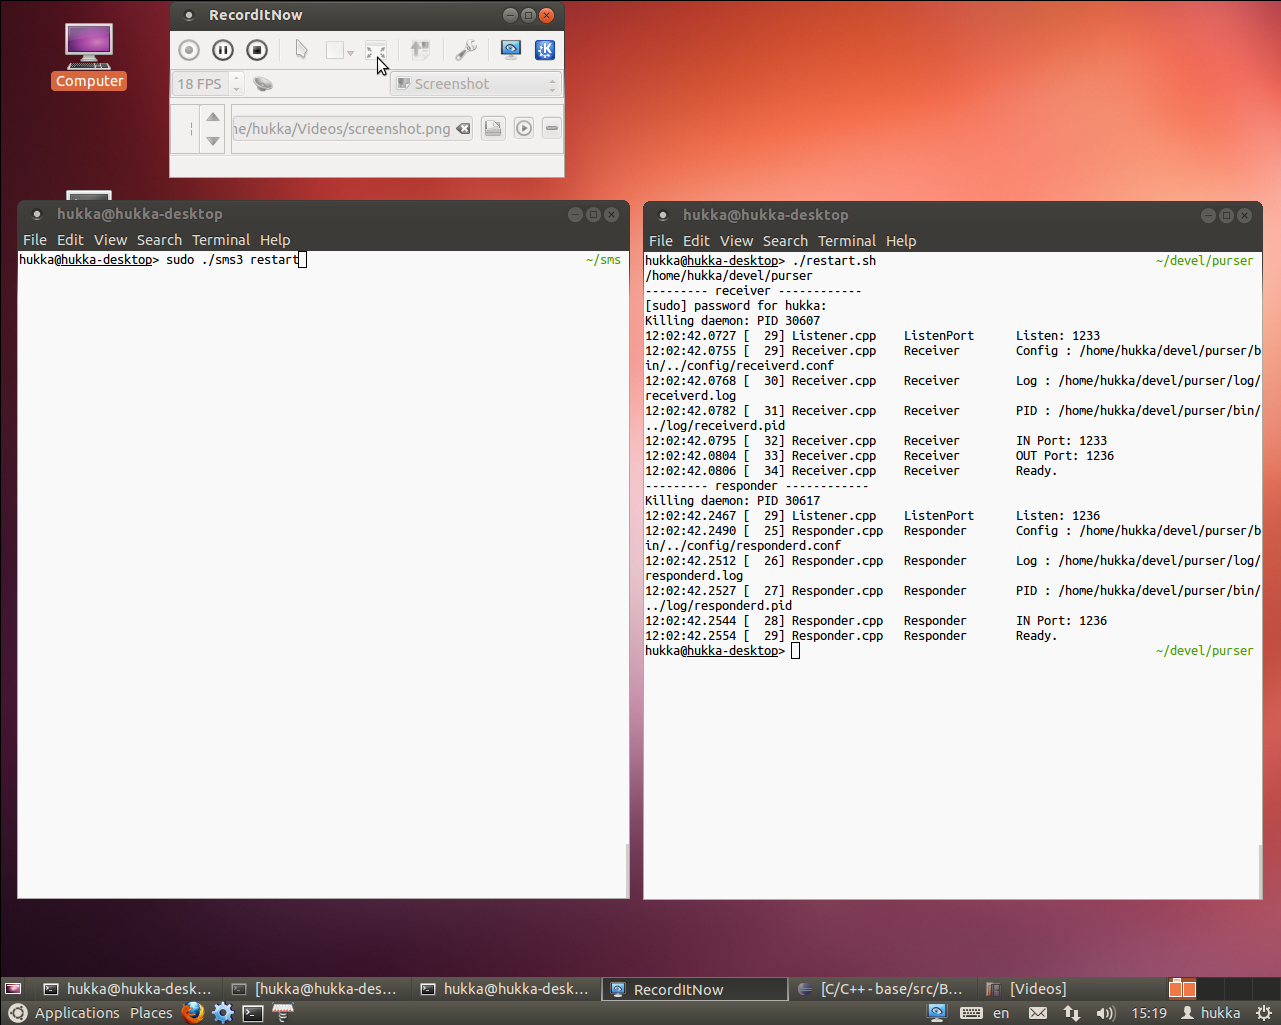 RecordItNow
Computer
18 FPS
Screenshot
ne/hukka/Videos/screenshot.png
hukka@hukka-desktop
File Edit View Search Terminal Help
hukka@hukka-desktop> sudo ./sms3 restart ~/sms
hukka@hukka-desktop
File Edit View Search Terminal Help
hukka@hukka-desktop> ./restart.sh ~/devel/purser
/home/hukka/devel/purser
--------- receiver ------------
[sudo] password for hukka:
Killing daemon: PID 30607
12:02:42.0727 [  29] Listener.cpp    ListenPort      Listen: 1233
12:02:42.0755 [  29] Receiver.cpp    Receiver        Config : /home/hukka/devel/purser/b
in/../config/receiverd.conf
12:02:42.0768 [  30] Receiver.cpp    Receiver        Log : /home/hukka/devel/purser/log/
receiverd.log
12:02:42.0782 [  31] Receiver.cpp    Receiver        PID : /home/hukka/devel/purser/bin/
../log/receiverd.pid
12:02:42.0795 [  32] Receiver.cpp    Receiver        IN Port: 1233
12:02:42.0804 [  33] Receiver.cpp    Receiver        OUT Port: 1236
12:02:42.0806 [  34] Receiver.cpp    Receiver        Ready.
--------- responder ------------
Killing daemon: PID 30617
12:02:42.2467 [  29] Listener.cpp    ListenPort      Listen: 1236
12:02:42.2490 [  25] Responder.cpp   Responder       Config : /home/hukka/devel/purser/b
in/../config/responderd.conf
12:02:42.2512 [  26] Responder.cpp   Responder       Log : /home/hukka/devel/purser/log/
responderd.log
12:02:42.2527 [  27] Responder.cpp   Responder       PID : /home/hukka/devel/purser/bin/
../log/responderd.pid
12:02:42.2544 [  28] Responder.cpp   Responder       IN Port: 1236
12:02:42.2554 [  29] Responder.cpp   Responder       Ready.
hukka@hukka-desktop> ~/devel/purser
hukka@hukka-desk... [hukka@hukka-des... hukka@hukka-desk... RecordItNow [C/C++ - base/src/B... [Videos]
Applications Places en 15:19 hukka